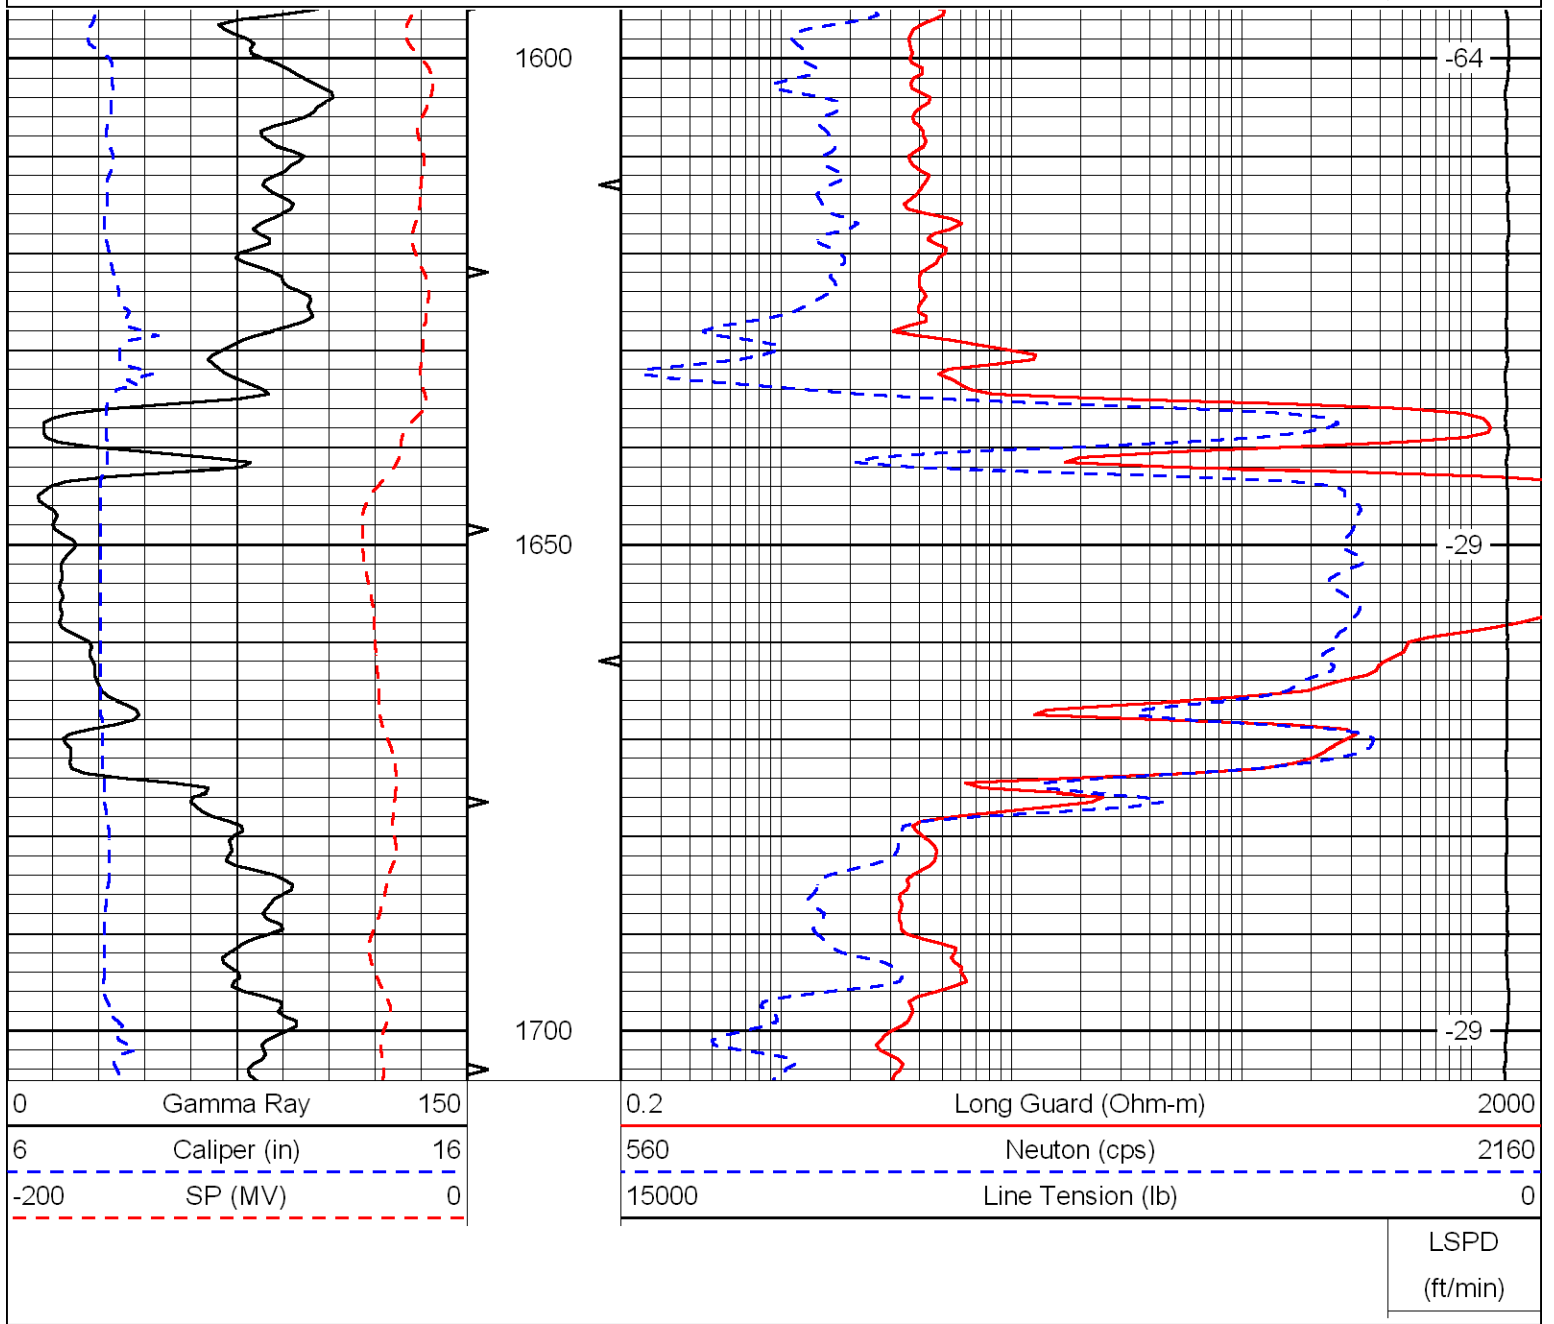 1600 -64
1650 -29
1700 -29
0 Gamma Ray 150 0.2 Long Guard (Ohm-m) 2000
6 Caliper (in) 16 560 Neuton (cps) 2160
-200 SP (MV) 0 15000 Line Tension (lb) 0
LSPD
(ft/min)